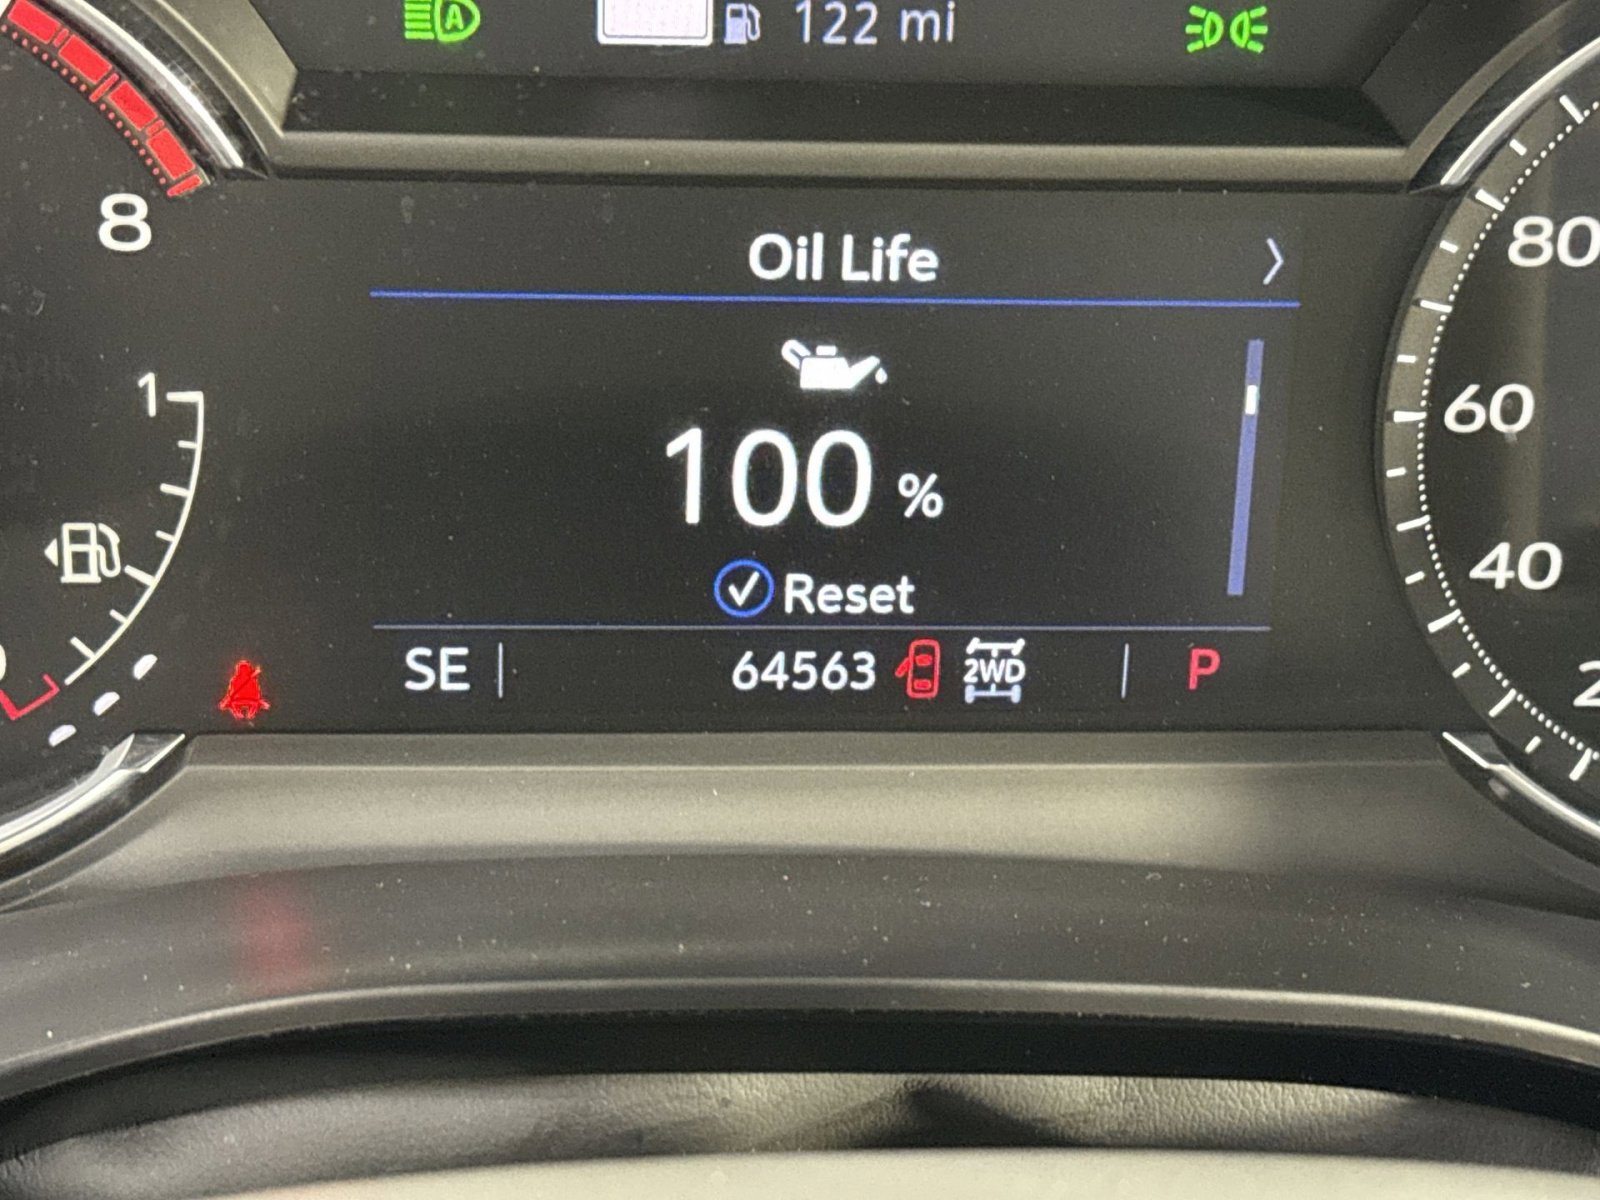 A
122 mi
8
Oil Life
80
1
100 %
60
Reset
40
SE
64563
2WD
P